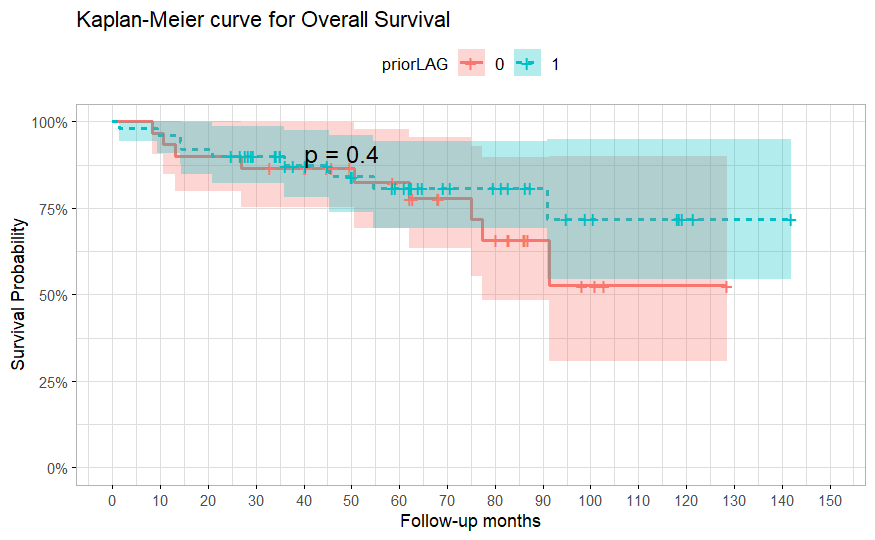 Kaplan-Meier curve for Overall Survival
priorLAG 0 1
100%
75%
50%
25%
0%
p = 0.4
Survival Probability
0 10 20 30 40 50 60 70 80 90 100 110 120 130 140 150
Follow-up months